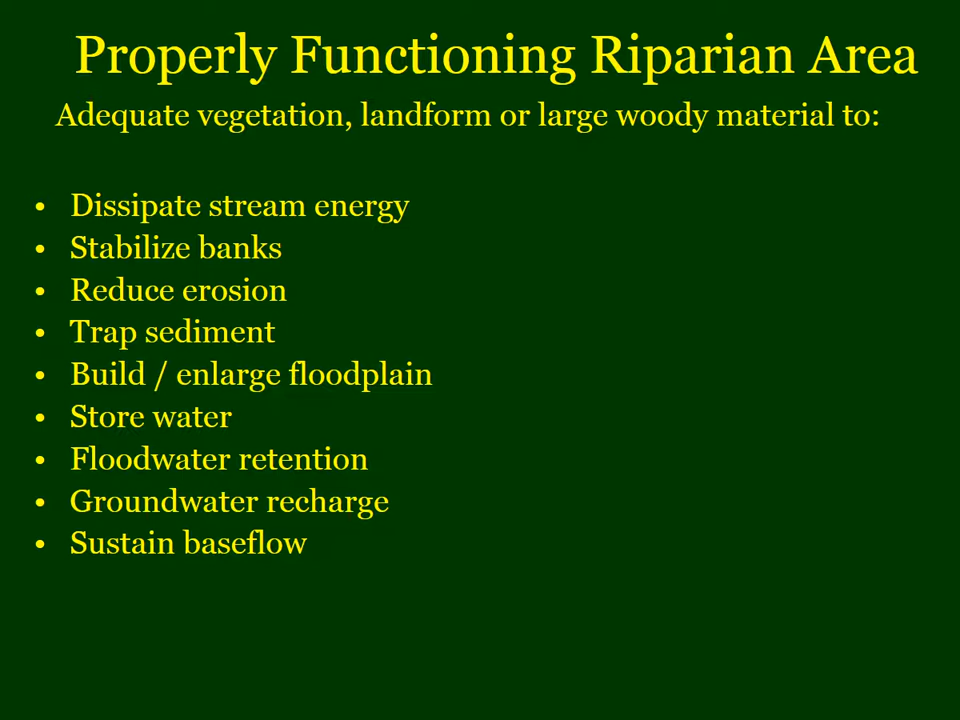 Properly Functioning Riparian Area
Adequate vegetation, landform or large woody material to:
• Dissipate stream energy
• Stabilize banks
• Reduce erosion
• Trap sediment
• Build / enlarge floodplain
• Store water
• Floodwater retention
• Groundwater recharge
• Sustain baseflow